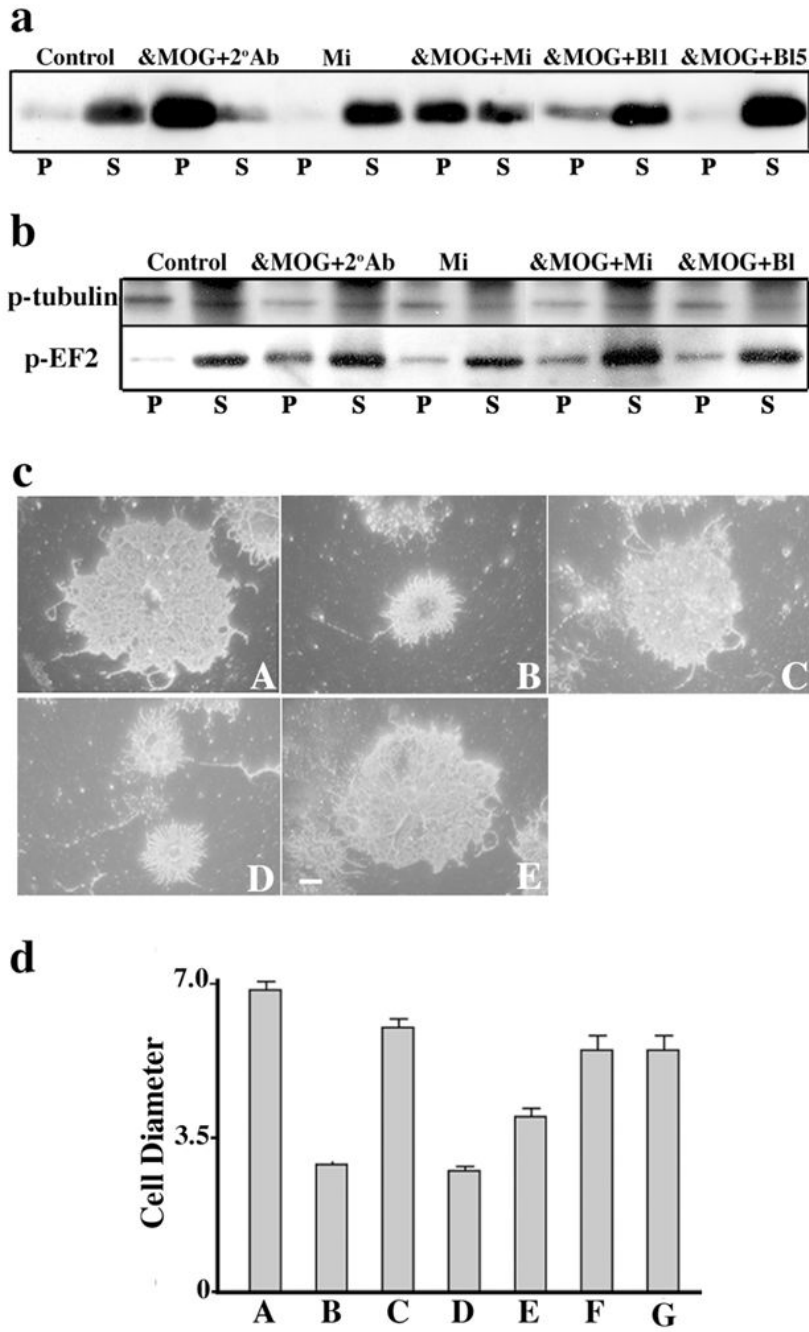 a
Control &MOG+2°Ab Mi &MOG+Mi &MOG+Bl1 &MOG+Bl5
P S P S P S P S P S P S
b
Control &MOG+2°Ab Mi &MOG+Mi &MOG+Bl
p-tubulin
p-EF2
P S P S P S P S P S
c
A B C
D E
d
7.0
3.5
0
Cell Diameter
A B C D E F G